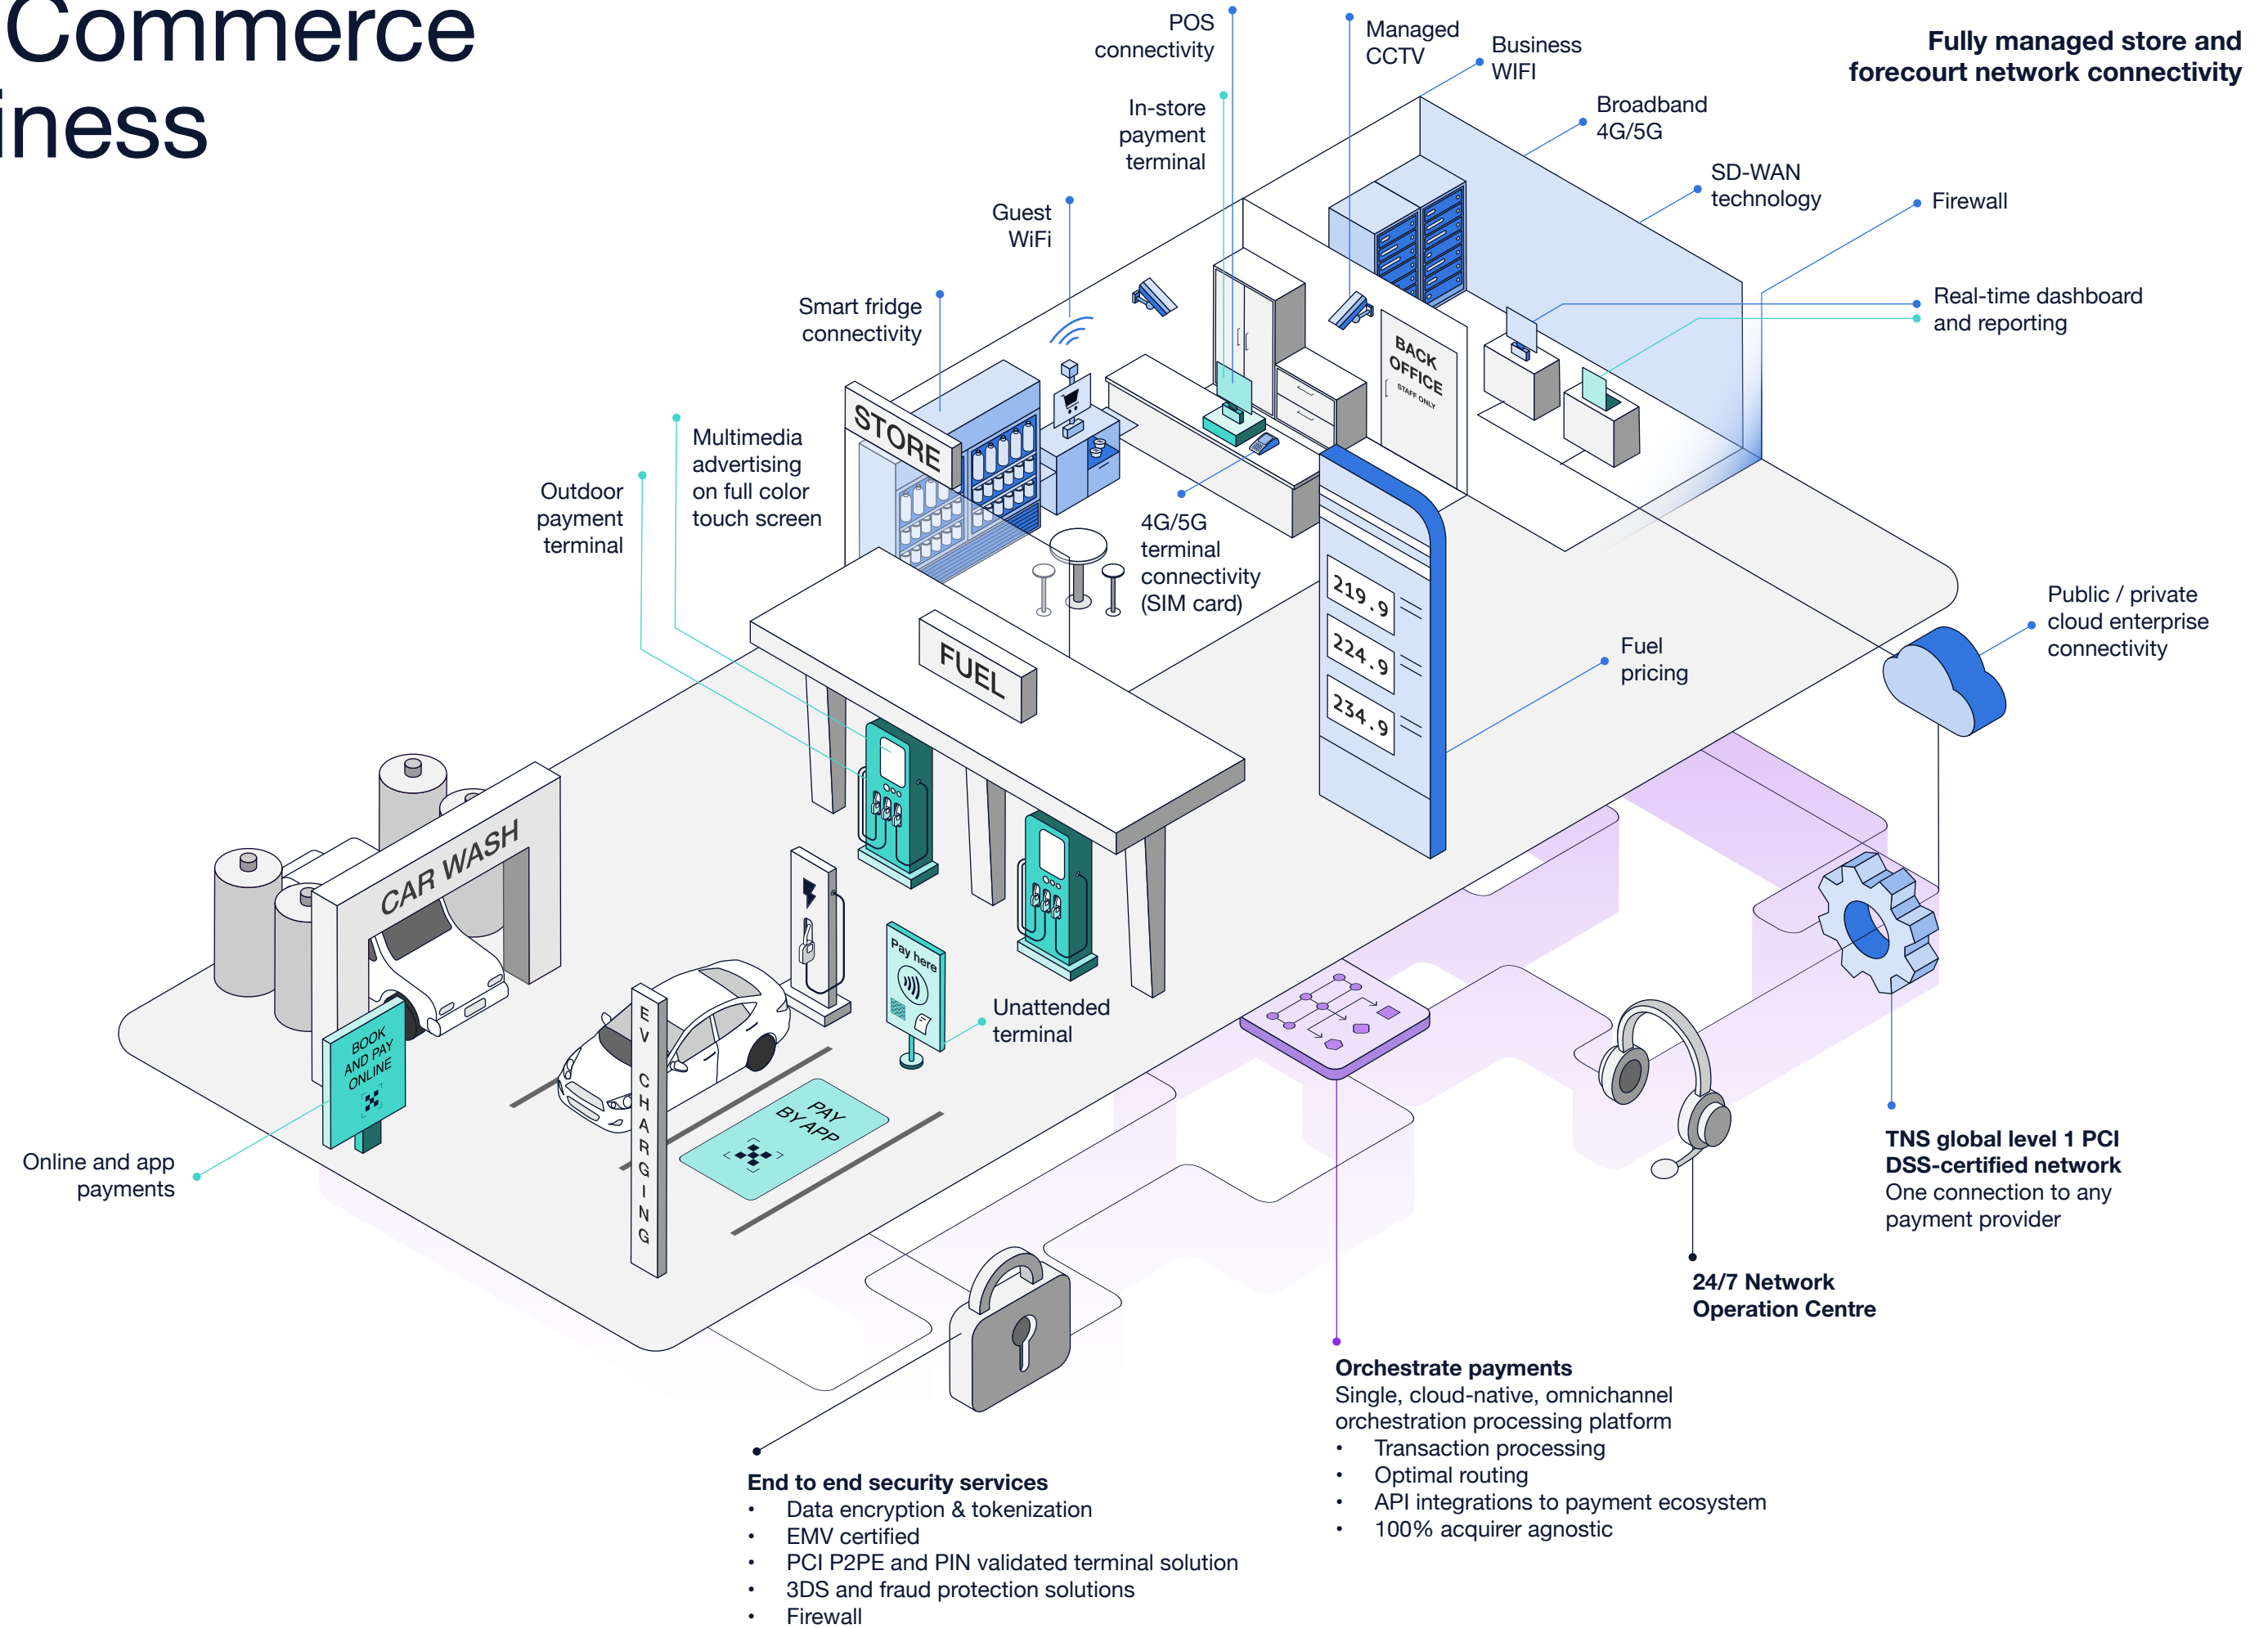 Commerce
iness
Fully managed store and
forecourt network connectivity
POS
connectivity
Managed
CCTV
Business
WIFI
In-store
payment
terminal
Broadband
4G/5G
SD-WAN
technology
Firewall
Guest
WiFi
Real-time dashboard
and reporting
Smart fridge
connectivity
BACK
OFFICE
STAFF ONLY
STORE
Multimedia
advertising
on full color
touch screen
Outdoor
payment
terminal
4G/5G
terminal
connectivity
(SIM card)
219.9
224.9
234.9
Fuel
pricing
Public / private
cloud enterprise
connectivity
FUEL
CAR WASH
Pay here
Unattended
terminal
BOOK
AND PAY
ONLINE
EV CHARGING
PAY
BY APP
Online and app
payments
TNS global level 1 PCI
DSS-certified network
One connection to any
payment provider
24/7 Network
Operation Centre
Orchestrate payments
Single, cloud-native, omnichannel
orchestration processing platform
• Transaction processing
• Optimal routing
• API integrations to payment ecosystem
• 100% acquirer agnostic
End to end security services
• Data encryption & tokenization
• EMV certified
• PCI P2PE and PIN validated terminal solution
• 3DS and fraud protection solutions
• Firewall